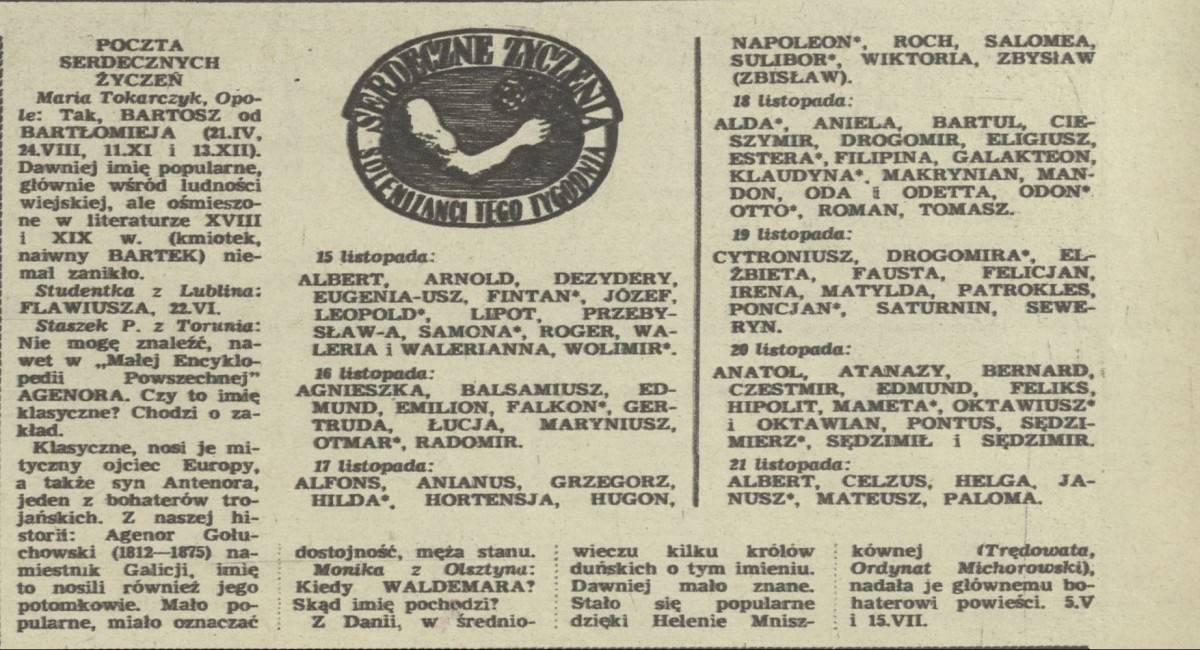 POCZTA
SERDECZNYCH
ŻYCZEŃ
Maria Tokarczyk, Opo-
le: Tak, BARTOSZ od
BARTŁOMIEJA (21.IV,
24.VIII, 11.XI i 13.XII).
Dawniej imię popularne,
głównie wśród ludności
wiejskiej, ale ośmieszo-
ne w literaturze XVIII
i XIX w. (kmiotek,
naiwny BARTEK) nie-
mal zanikło.
Studentka z Lublina:
FLAWIUSZA, 22.VI.
Staszek P. z Torunia:
Nie mogę znaleźć, na-
wet w „Małej Encyklo-
pedii Powszechnej"
AGENORA. Czy to imię
klasyczne? Chodzi o za-
kład.
Klasyczne, nosi je mi-
tyczny ojciec Europy,
a także syn Antenora,
jeden z bohaterów tro-
jańskich. Z naszej hi-
storii: Agenor Gołu-
chowski (1812—1875) na-
miestnik Galicji, imię
to nosili również jego
potomkowie. Mało po-
pularne, miało oznaczać
dostojność, męża stanu.
Monika z Olsztyna:
Kiedy WALDEMARA?
Skąd imię pochodzi?
Z Danii, w średnio-
wieczu kilku królów
duńskich o tym imieniu.
Dawniej mało znane.
Stało się popularne
dzięki Helenie Mnisz-
kównej (Trędowata,
Ordynat Michorowski),
nadała je głównemu bo-
haterowi powieści. 5.V
i 15.VII.
SERDECZNE ŻYCZENIA
SOLENIZANCI TEGO TYGODNIA
15 listopada:
ALBERT, ARNOLD, DEZYDERY,
EUGENIA-USZ, FINTAN*, JÓZEF,
LEOPOLD*, LIPOT, PRZEBY-
SŁAW-A, SAMONA*, ROGER, WA-
LERIA i WALERIANNA, WOLIMIR*.
16 listopada:
AGNIESZKA, BALSAMIUSZ, ED-
MUND, EMILION, FALKON*, GER-
TRUDA, ŁUCJA, MARYNIUSZ,
OTMAR*, RADOMIR.
17 listopada:
ALFONS, ANIANUS, GRZEGORZ,
HILDA*, HORTENSJA, HUGON,
NAPOLEON*, ROCH, SALOMEA,
SULIBOR*, WIKTORIA, ZBYSŁAW
(ZBISŁAW).
18 listopada:
ALDA*, ANIELA, BARTUL, CIE-
SZYMIR, DROGOMIR, ELIGIUSZ,
ESTERA*, FILIPINA, GALAKTEON,
KLAUDYNA*, MAKRYNIAN, MAN-
DON, ODA i ODETTA, ODON*
OTTO*, ROMAN, TOMASZ.
19 listopada:
CYTRONIUSZ, DROGOMIRA*, EL-
ŻBIETA, FAUSTA, FELICJAN,
IRENA, MATYLDA, PATROKLES,
PONCJAN*, SATURNIN, SEWE-
RYN.
20 listopada:
ANATOL, ATANAZY, BERNARD,
CZESTMIR, EDMUND, FELIKS,
HIPOLIT, MAMETA*, OKTAWIUSZ*
i OKTAWIAN, PONTUS, SĘDZI-
MIERZ*, SĘDZIMIŁ i SĘDZIMIR.
21 listopada:
ALBERT, CELZUS, HELGA, JA-
NUSZ*, MATEUSZ, PALOMA.